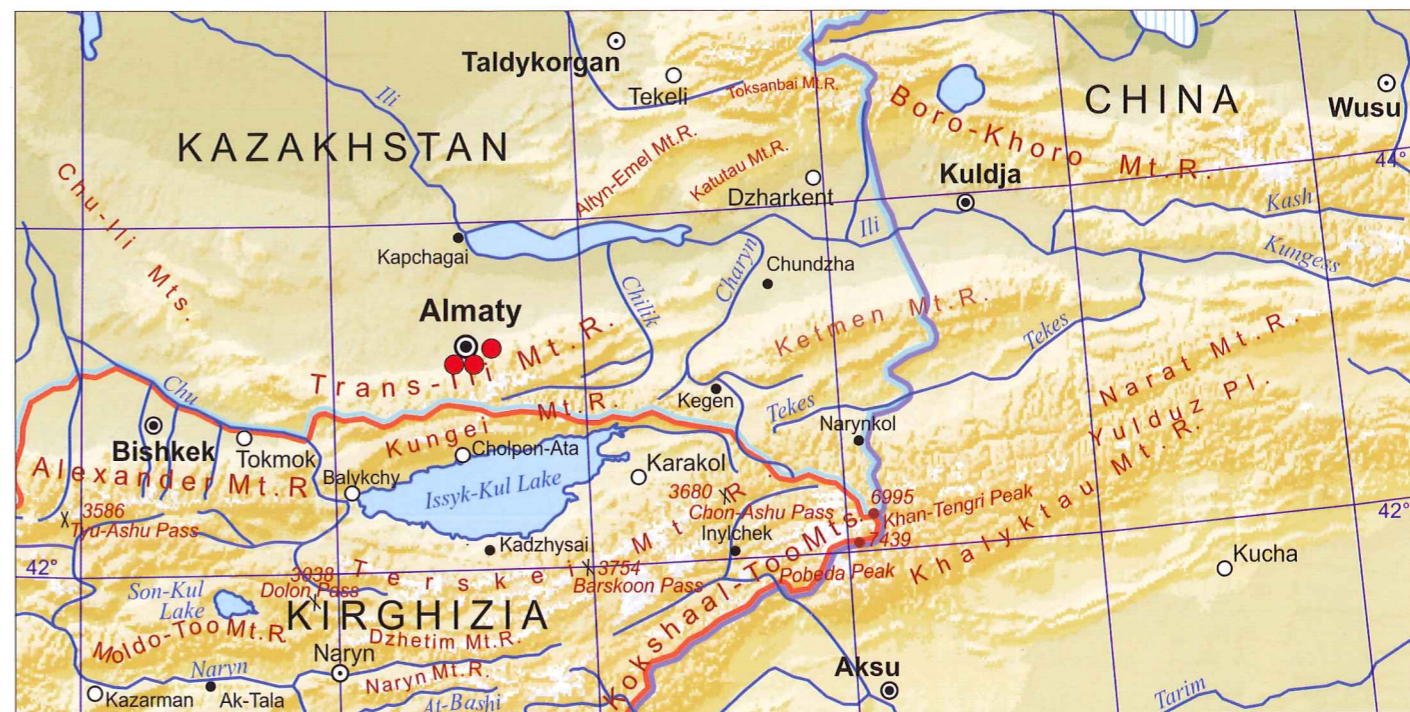 Taldykorgan
Tekeli
Toksanbai Mt.R.
Boro-Khoro Mt.R.
CHINA
Wusu
Ili
KAZAKHSTAN
Altyn-Emel Mt.R.
Katutau Mt.R.
Dzharkent
Kuldja
44°
Chu-Ili Mts.
Kash
Kapchagai
Ili
Kungess
Charyn
Chundzha
Chilik
Almaty
Ketmen Mt.R.
Tekes
Trans-Ili Mt.R.
Narat Mt.R.
Chu
Kungei Mt.R.
Kegen
Tekes
Narynkol
Yulduz Pl.
Bishkek
Tokmok
Cholpon-Ata
Alexander Mt.R
Balykchy
Issyk-Kul Lake
Karakol
3680
Chon-Ashu Pass
6995
Khan-Tengri Peak
Khalyktau Mt.R.
3586
Tyu-Ashu Pass
42°
Kadzhysai
Inylchek
7439
Pobeda Peak
Kucha
42°
Terskei Mt R
3754
Barskoon Pass
3038
Dolon Pass
Son-Kul
Lake
KIRGHIZIA
Kokshaal-Too Mts.
Moldo-Too Mt.R
Dzhetim Mt.R.
Naryn
Naryn
Naryn Mt.R.
Aksu
Kazarman
Ak-Tala
At-Bashi
Tarim